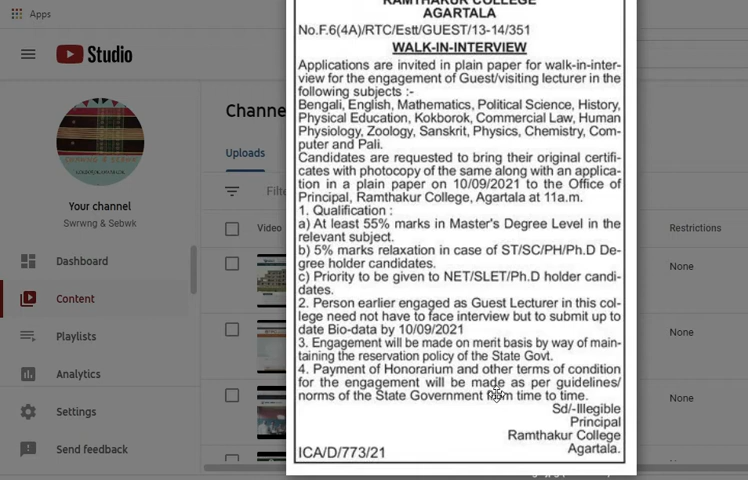 Apps
Studio
Your channel
Swrwng & Sebwk
Dashboard
Content
Playlists
Analytics
Settings
Send feedback
Channe
Uploads
Filte
Video
Restrictions
None
None
None
RAMTHAKUR COLLEGE
AGARTALA
No.F.6(4A)/RTC/Estt/GUEST/13-14/351
WALK-IN-INTERVIEW
Applications are invited in plain paper for walk-in-inter-
view for the engagement of Guest/visiting lecturer in the
following subjects :-
Bengali, English, Mathematics, Political Science, History,
Physical Education, Kokborok, Commercial Law, Human
Physiology, Zoology, Sanskrit, Physics, Chemistry, Com-
puter and Pali.
Candidates are requested to bring their original certifi-
cates with photocopy of the same along with an applica-
tion in a plain paper on 10/09/2021 to the Office of
Principal, Ramthakur College, Agartala at 11a.m.
1. Qualification :
a) At least 55% marks in Master's Degree Level in the
relevant subject.
b) 5% marks relaxation in case of ST/SC/PH/Ph.D De-
gree holder candidates.
c) Priority to be given to NET/SLET/Ph.D holder candi-
dates.
2. Person earlier engaged as Guest Lecturer in this col-
lege need not have to face interview but to submit up to
date Bio-data by 10/09/2021
3. Engagement will be made on merit basis by way of main-
taining the reservation policy of the State Govt.
4. Payment of Honorarium and other terms of condition
for the engagement will be made as per guidelines/
norms of the State Government from time to time.
Sd/-Illegible
Principal
Ramthakur College
Agartala.
ICA/D/773/21